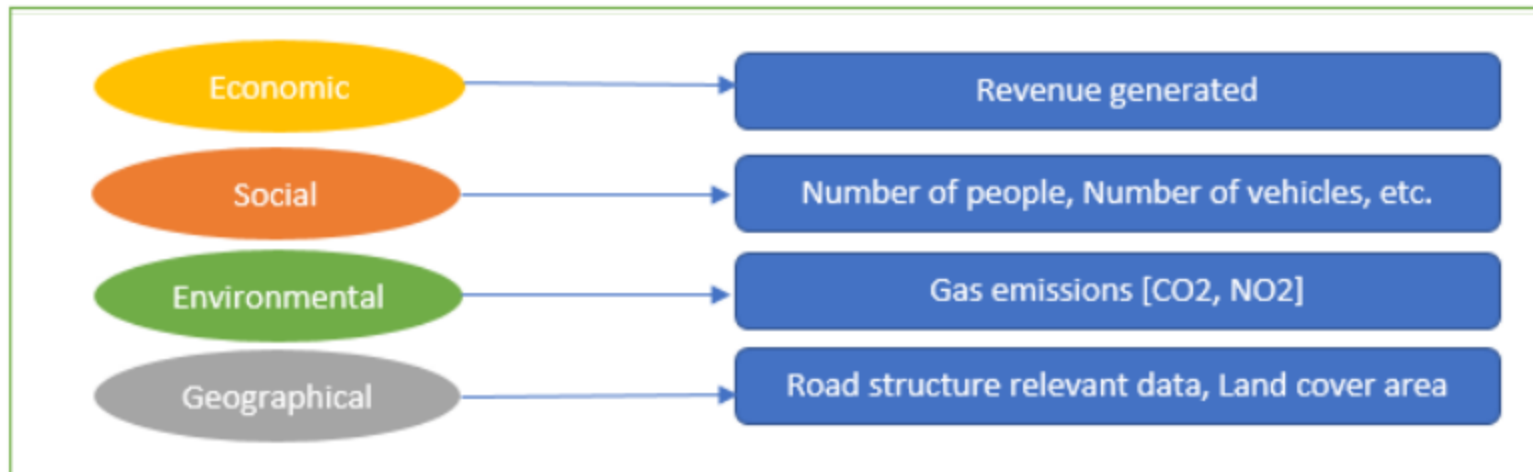 Economic
Revenue generated
Social
Number of people, Number of vehicles, etc.
Environmental
Gas emissions [CO2, NO2]
Geographical
Road structure relevant data, Land cover area